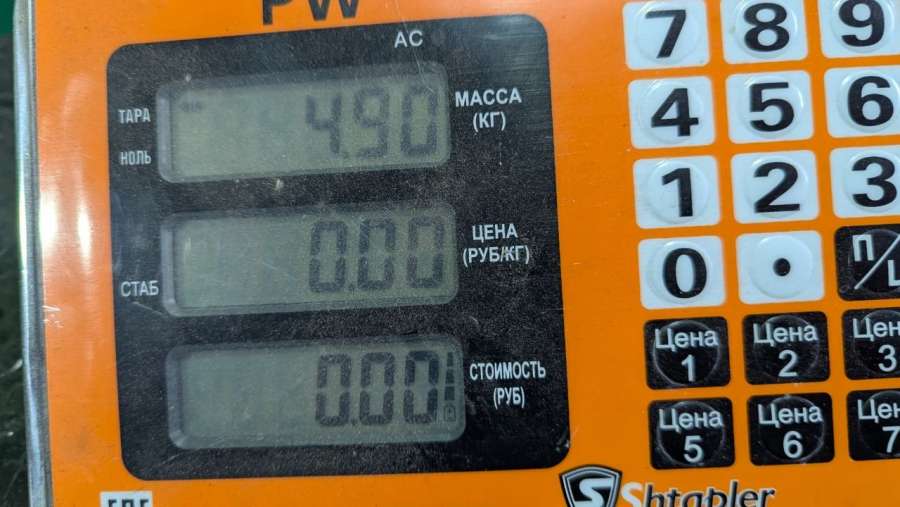 PW
AC
ТАРА
НОЛЬ
4.90
МАССА
(КГ)
СТАБ
0.00
ЦЕНА
(РУБ/КГ)
0.00
СТОИМОСТЬ
(РУБ)
7 8 9
4 5 6
1 2 3
0 .
Цена 1
Цена 2
3
Цена 5
Цена 6
7
Shtapler